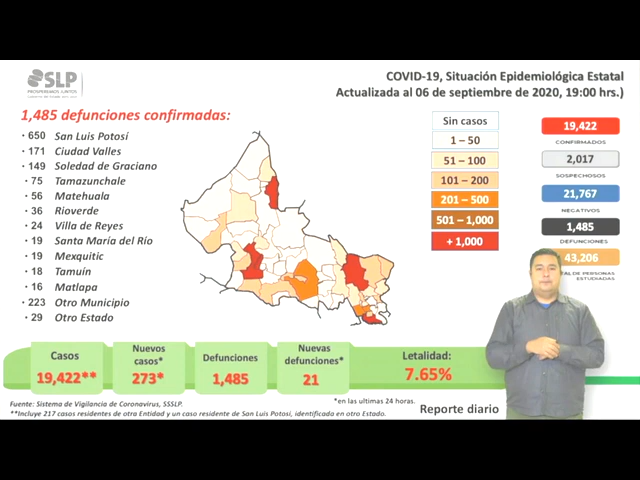 SLP
PROSPEREMOS JUNTOS
COVID-19, Situación Epidemiológica Estatal
Actualizada al 06 de septiembre de 2020, 19:00 hrs.)
1,485 defunciones confirmadas:
• 650 San Luis Potosí
• 171 Ciudad Valles
• 149 Soledad de Graciano
• 75 Tamazunchale
• 56 Matehuala
• 36 Rioverde
• 24 Villa de Reyes
• 19 Santa María del Río
• 19 Mexquitic
• 18 Tamuín
• 16 Matlapa
• 223 Otro Municipio
• 29 Otro Estado
Sin casos
1 – 50
51 – 100
101 – 200
201 – 500
501 – 1,000
+ 1,000
19,422
CONFIRMADOS
2,017
SOSPECHOSOS
21,767
NEGATIVOS
1,485
DEFUNCIONES
43,206
AL DE PERSONAS
ESTUDIADAS
Casos
19,422**
Nuevos
casos*
273*
Defunciones
1,485
Nuevas
defunciones*
21
Letalidad:
7.65%
*en las ultimas 24 horas.
Fuente: Sistema de Vigilancia de Coronavirus, SSSLP.
**Incluye 217 casos residentes de otra Entidad y un caso residente de San Luis Potosí, identificada en otro Estado.
Reporte diario